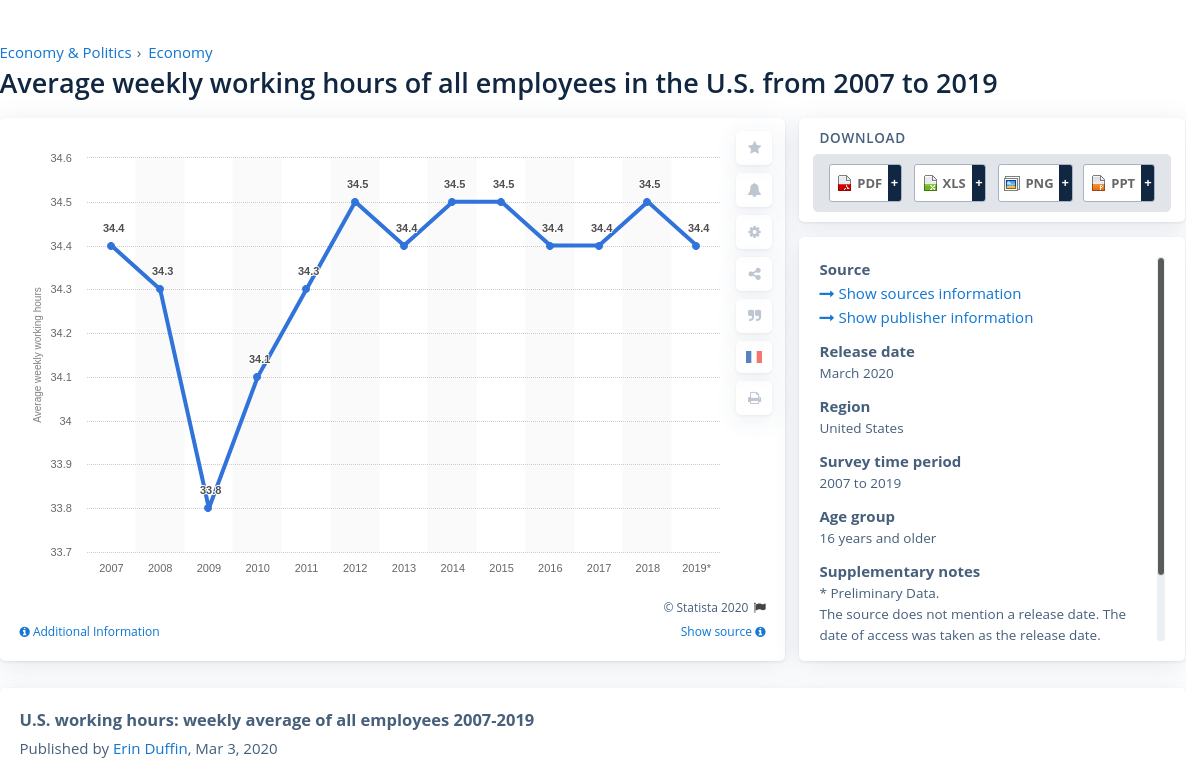 Economy & Politics › Economy
Average weekly working hours of all employees in the U.S. from 2007 to 2019
34.6
34.5
34.4
34.3
34.2
34.1
34
33.9
33.8
33.7
Average weekly working hours
34.4
34.3
33.8
34.1
34.3
34.5
34.4
34.5
34.5
34.4
34.4
34.5
34.4
2007 2008 2009 2010 2011 2012 2013 2014 2015 2016 2017 2018 2019*
© Statista 2020
Additional Information
Show source
DOWNLOAD
PDF + XLS + PNG + PPT +
Source
Show sources information
Show publisher information
Release date
March 2020
Region
United States
Survey time period
2007 to 2019
Age group
16 years and older
Supplementary notes
* Preliminary Data.
The source does not mention a release date. The
date of access was taken as the release date.
U.S. working hours: weekly average of all employees 2007-2019
Published by Erin Duffin, Mar 3, 2020